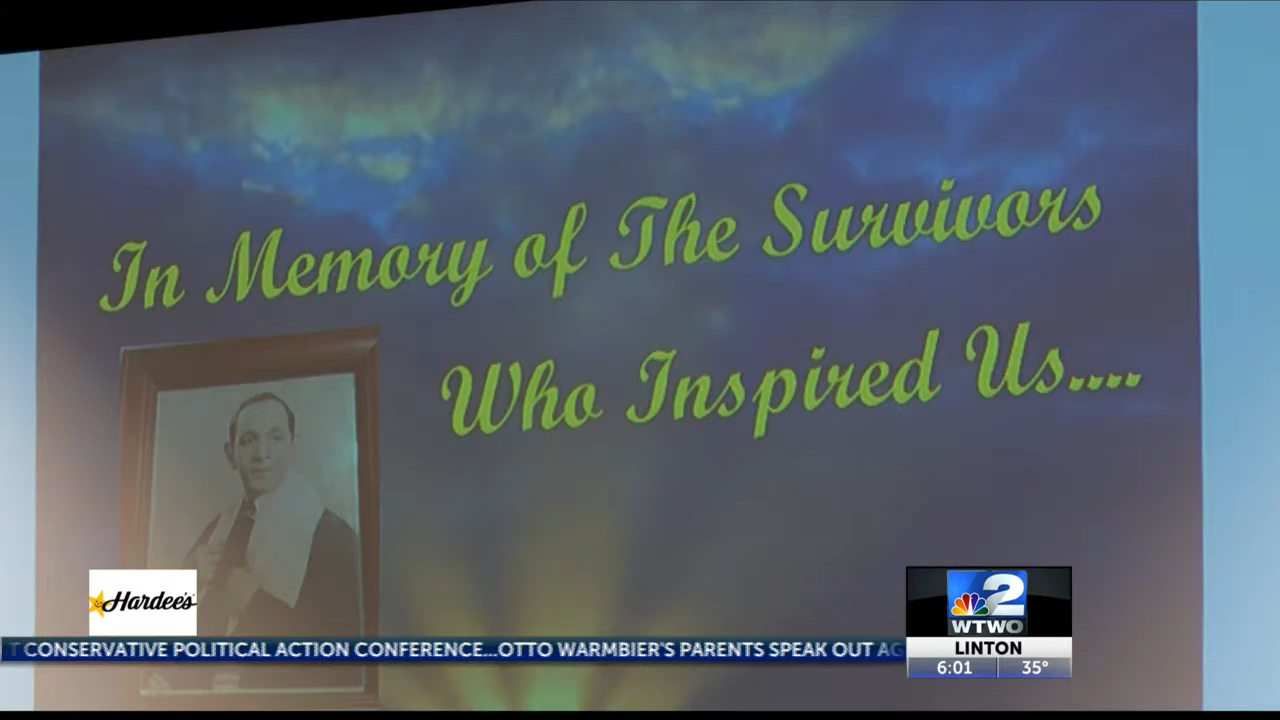 In Memory of The Survivors
Who Inspired Us....
Hardee's
2
WTWO
LINTON
6:01 35°
T CONSERVATIVE POLITICAL ACTION CONFERENCE...OTTO WARMBIER'S PARENTS SPEAK OUT AG